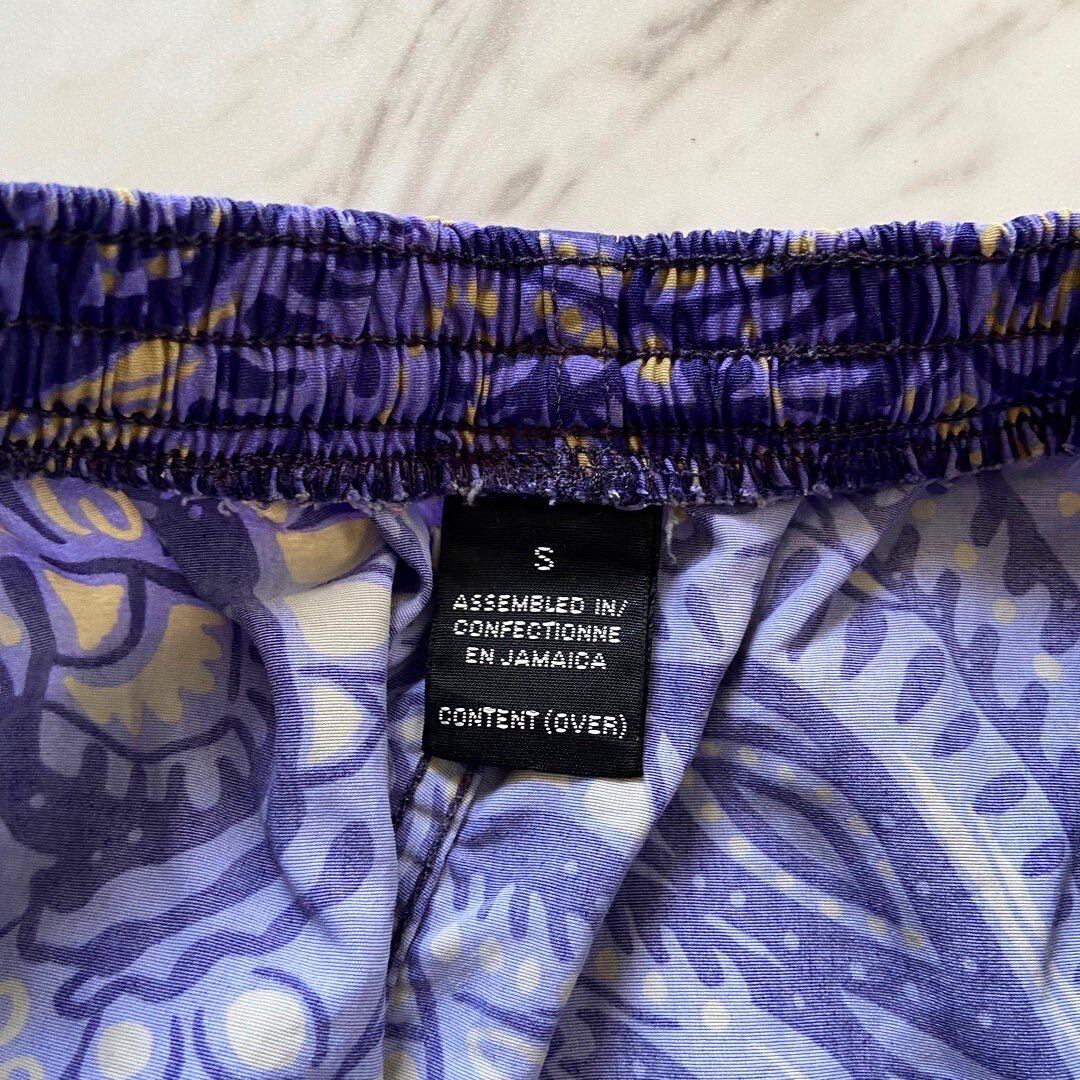 S
ASSEMBLED IN/
CONFECTIONNE
EN JAMAICA
CONTENT (OVER)